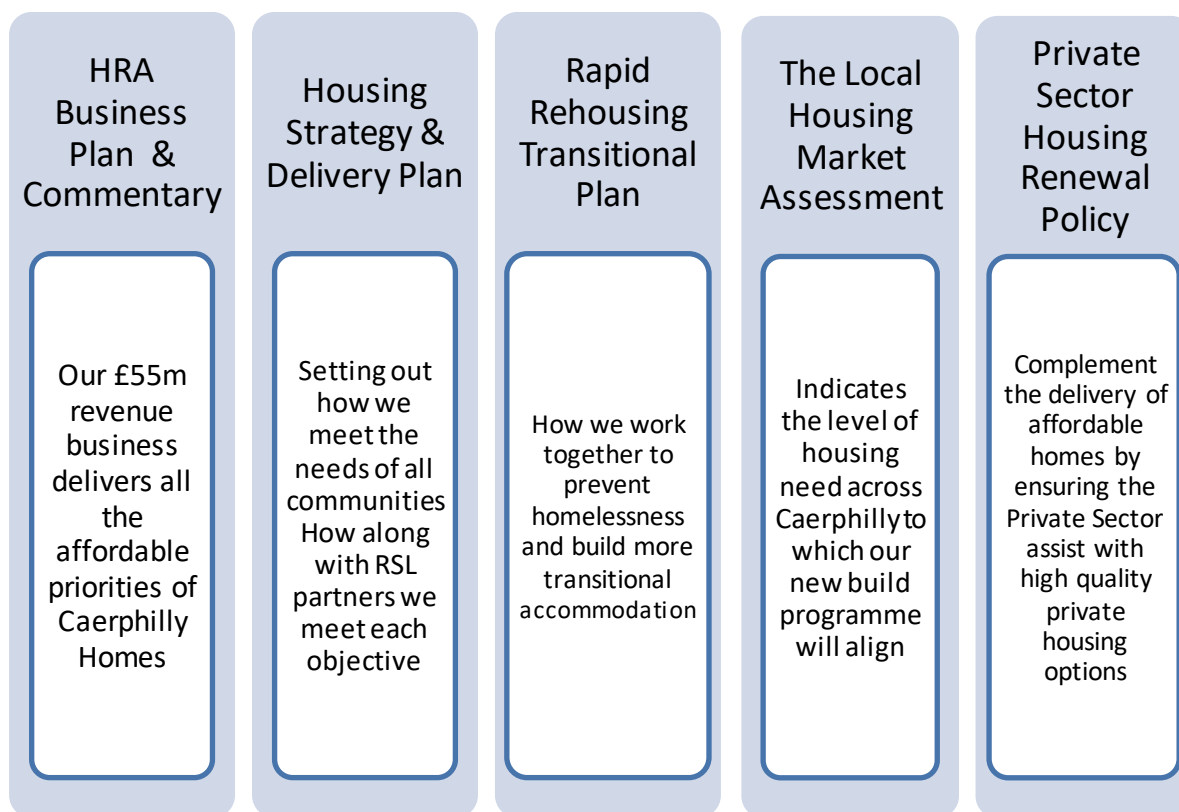 HRA
Business
Plan &
Commentary
Our £55m
revenue
business
delivers all
the
affordable
priorities of
Caerphilly
Homes
Housing
Strategy &
Delivery Plan
Setting out
how we
meet the
needs of all
communities
How along
with RSL
partners we
meet each
objective
Rapid
Rehousing
Transitional
Plan
How we work
together to
prevent
homelessness
and build more
transitional
accommodation
The Local
Housing
Market
Assessment
Indicates
the level of
housing
need across
Caerphilly to
which our
new build
programme
will align
Private
Sector
Housing
Renewal
Policy
Complement
the delivery of
affordable
homes by
ensuring the
Private Sector
assist with
high quality
private
housing
options